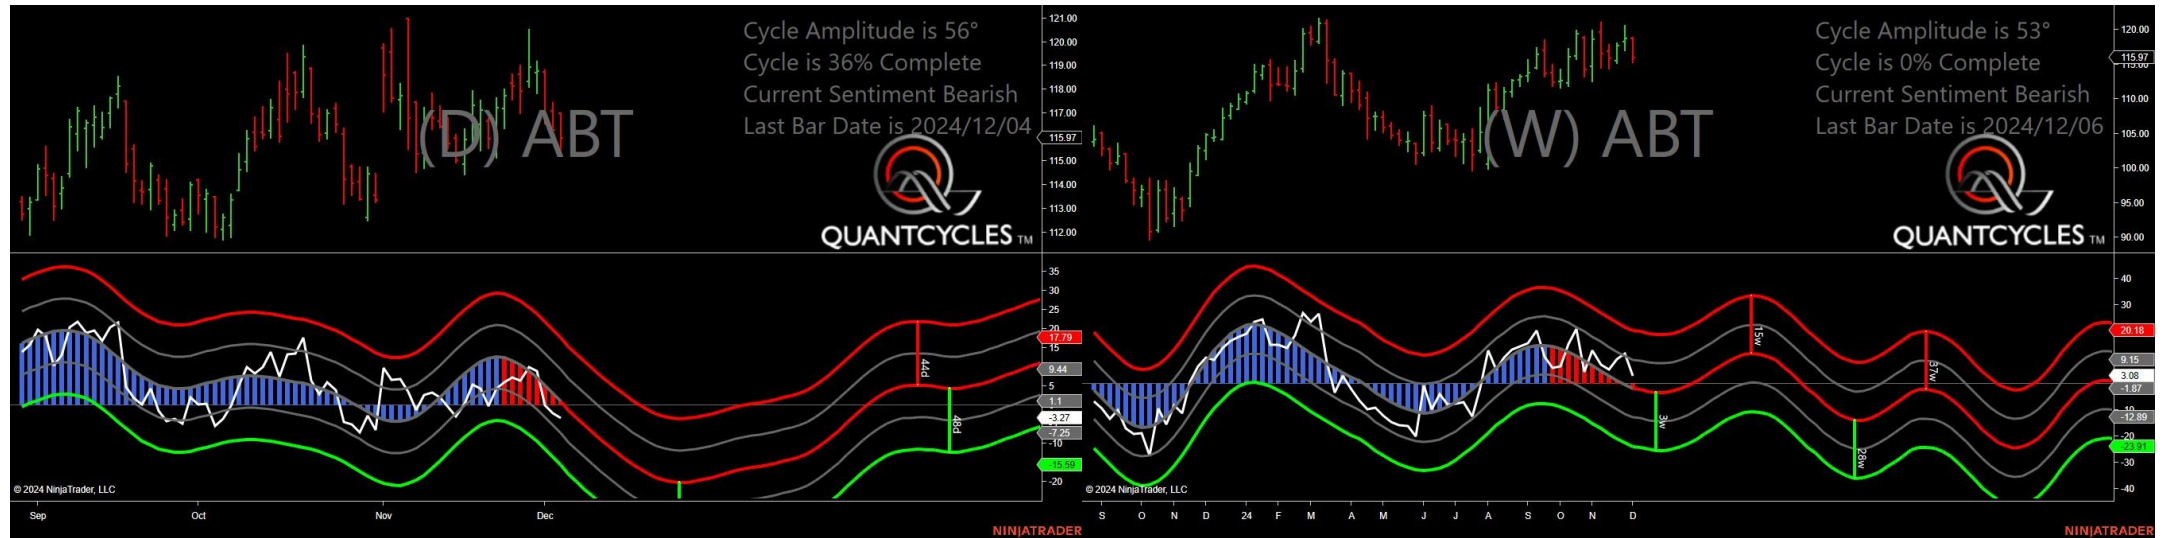 Cycle Amplitude is 56°
Cycle is 36% Complete
Current Sentiment Bearish
Last Bar Date is 2024/12/04
(D) ABT
QUANTCYCLES TM
121.00
120.00
119.00
118.00
117.00
115.97
115.00
114.00
113.00
112.00
35
30
25
20
17.79
15
9.44
5
1.1
-3.27
-7.25
-10
-15.59
-20
44d
48d
© 2024 NinjaTrader, LLC
Sep Oct Nov Dec
NINJATRADER
Cycle Amplitude is 53°
Cycle is 0% Complete
Current Sentiment Bearish
Last Bar Date is 2024/12/06
(W) ABT
QUANTCYCLES TM
120.00
115.97
115.00
110.00
105.00
100.00
95.00
90.00
40
30
20.18
9.15
3.08
-1.87
-12.89
-20
-23.91
-30
-40
15w
37w
3w
28w
© 2024 NinjaTrader, LLC
S O N D 24 F M A M J J A S O N D
NINJATRADER